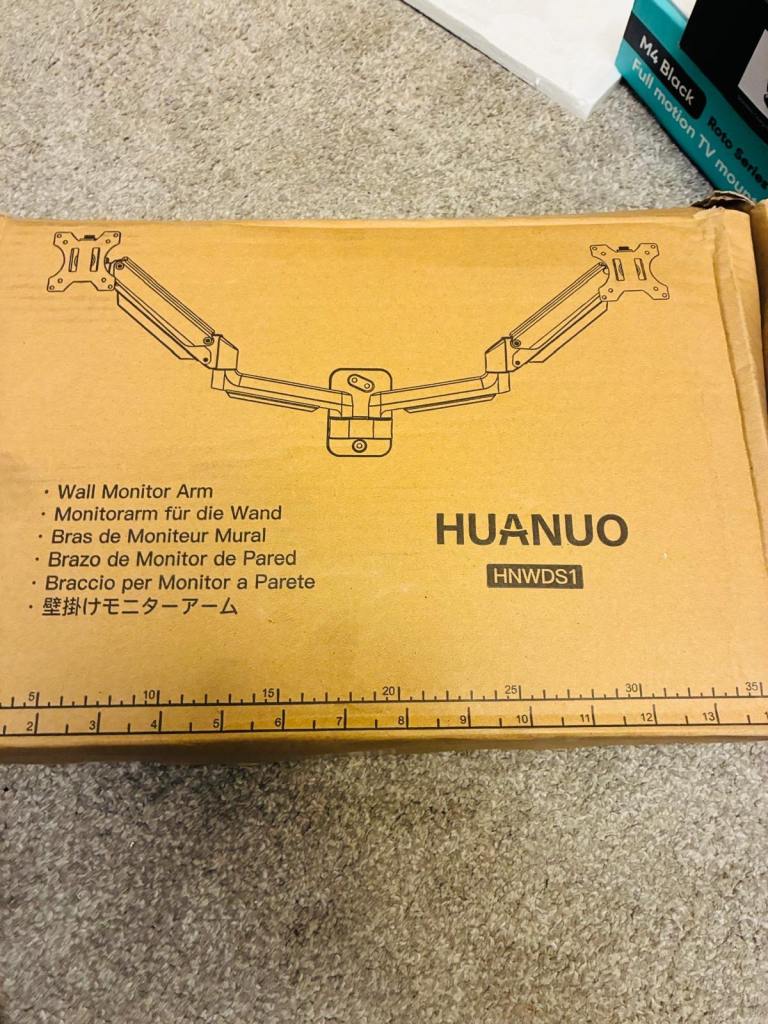 M4 Black
Roto Series
Full motion TV
· Wall Monitor Arm
· Monitorarm für die Wand
· Bras de Moniteur Mural
· Brazo de Monitor de Pared
· Braccio per Monitor a Parete
· 壁掛けモニターアーム
HUANUO
HNWDS1
5 10 15 20 25 30 35
2 3 4 5 6 7 8 9 10 11 12 13